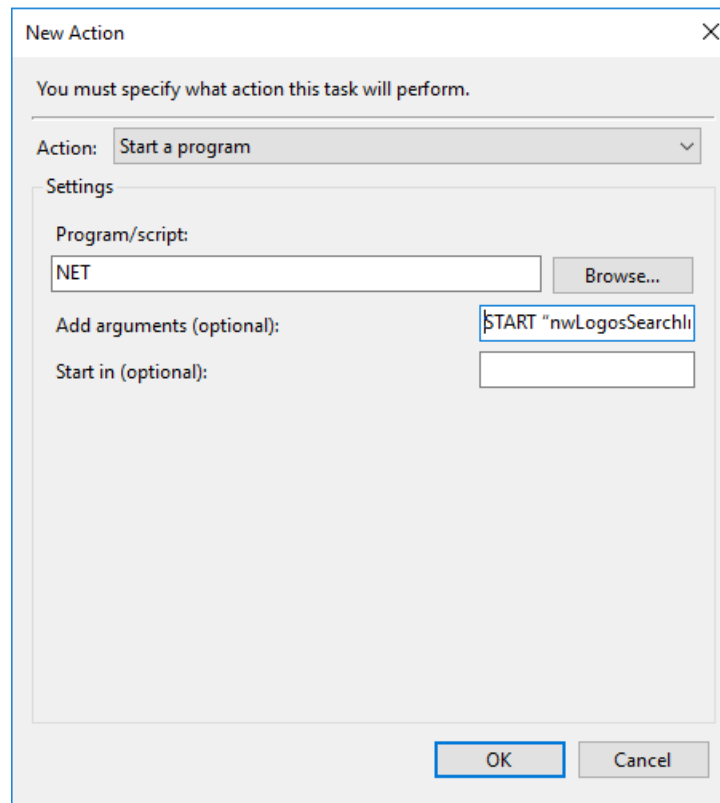 New Action
You must specify what action this task will perform.
Action: Start a program
Settings
Program/script:
NET
Browse...
Add arguments (optional): START “nwLogosSearchI
Start in (optional):
OK Cancel